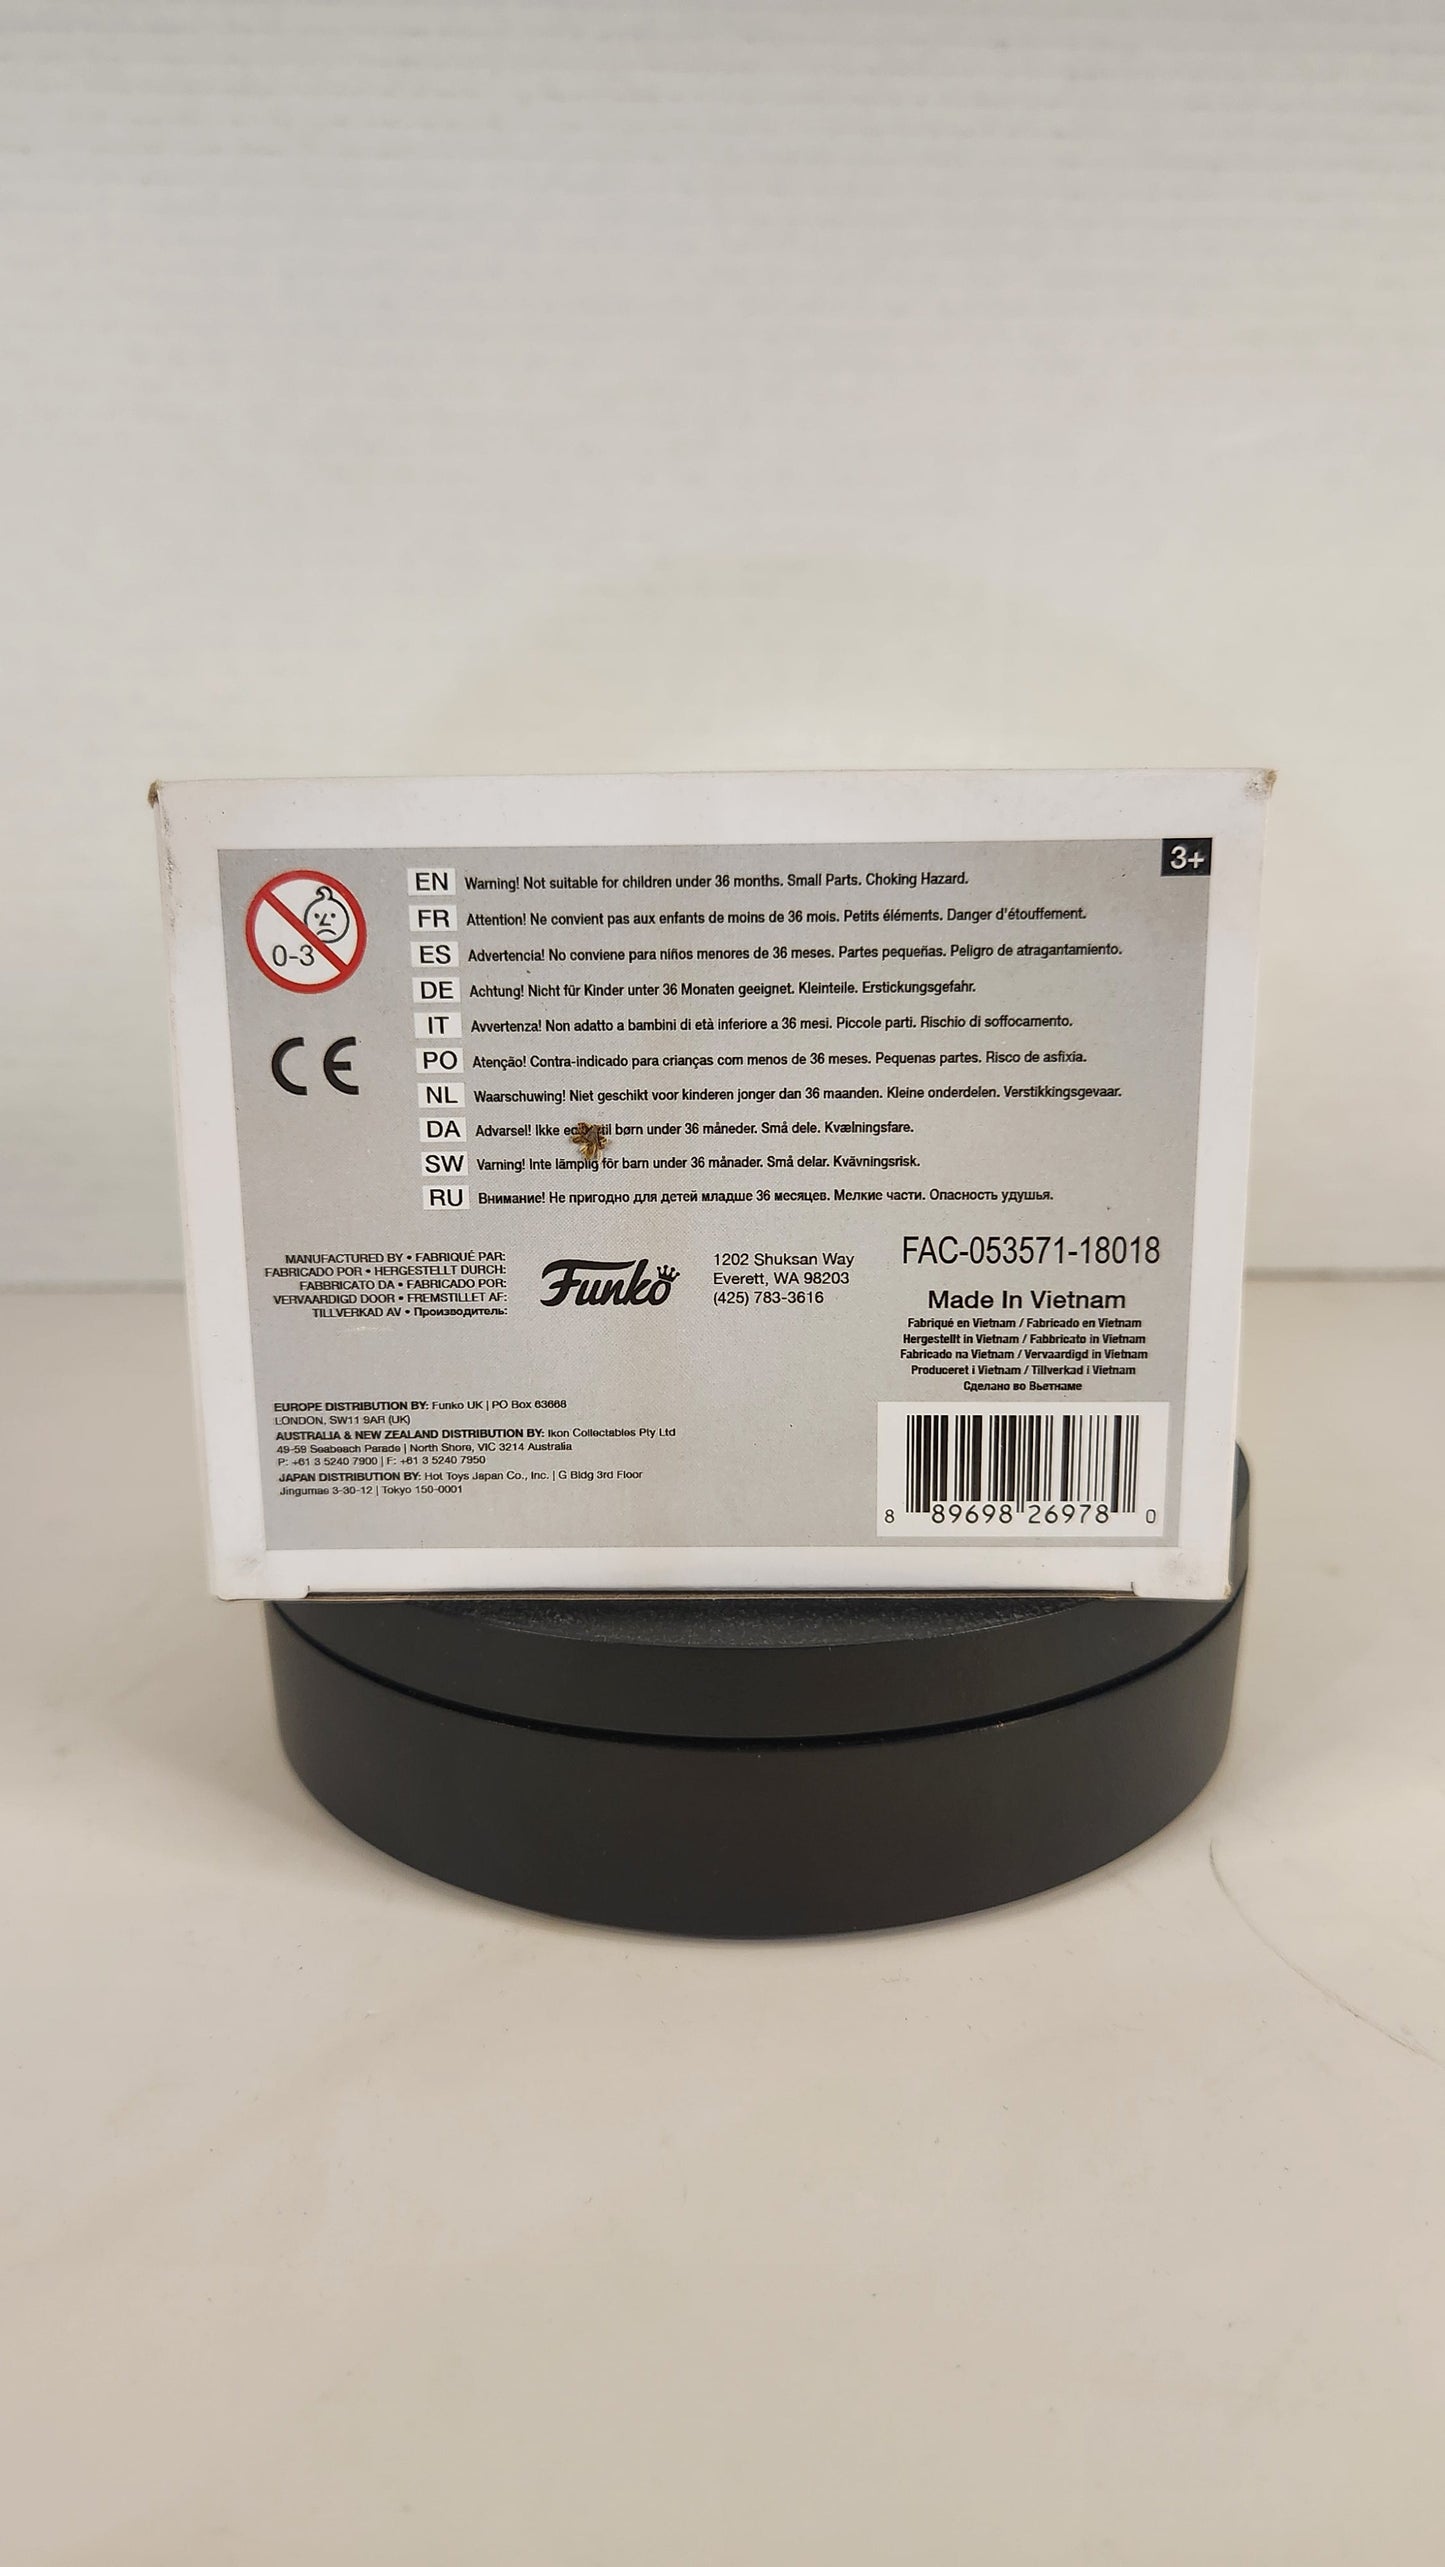 3+
0-3
CE
EN Warning! Not suitable for children under 36 months. Small Parts. Choking Hazard.
FR Attention! Ne convient pas aux enfants de moins de 36 mois. Petits éléments. Danger d'étouffement.
ES Advertencia! No conviene para niños menores de 36 meses. Partes pequeñas. Peligro de atragantamiento.
DE Achtung! Nicht für Kinder unter 36 Monaten geeignet. Kleinteile. Erstickungsgefahr.
IT Avvertenza! Non adatto a bambini di età inferiore a 36 mesi. Piccole parti. Rischio di soffocamento.
PO Atenção! Contra-indicado para crianças com menos de 36 meses. Pequenas partes. Risco de asfixia.
NL Waarschuwing! Niet geschikt voor kinderen jonger dan 36 maanden. Kleine onderdelen. Verstikkingsgevaar.
DA Advarsel! Ikke til børn under 36 måneder. Små dele. Kvælningsfare.
SW Varning! Inte lämplig för barn under 36 månader. Små delar. Kvävningsrisk.
RU Внимание! Не пригодно для детей младше 36 месяцев. Мелкие части. Опасность удушья.
MANUFACTURED BY • FABRIQUÉ PAR:
FABRICADO POR • HERGESTELLT DURCH:
FABBRICATO DA • FABRICADO POR:
VERVAARDIGD DOOR • FREMSTILLET AF:
TILLVERKAD AV • Производитель:
Funko
1202 Shuksan Way
Everett, WA 98203
(425) 783-3616
FAC-053571-18018
Made In Vietnam
Fabriqué en Vietnam / Fabricado en Vietnam
Hergestellt in Vietnam / Fabbricato in Vietnam
Fabricado na Vietnam / Vervaardigd in Vietnam
Produceret i Vietnam / Tillverkad i Vietnam
Сделано во Вьетнаме
EUROPE DISTRIBUTION BY: Funko UK | PO Box 63668
LONDON, SW11 9AR (UK)
AUSTRALIA & NEW ZEALAND DISTRIBUTION BY: Ikon Collectables Pty Ltd
49-59 Seabeach Parade | North Shore, VIC 3214 Australia
P: +61 3 5240 7900 | F: +61 3 5240 7950
JAPAN DISTRIBUTION BY: Hot Toys Japan Co., Inc. | G Bldg 3rd Floor
Jingumae 3-30-12 | Tokyo 150-0001
8 89698 26978 0